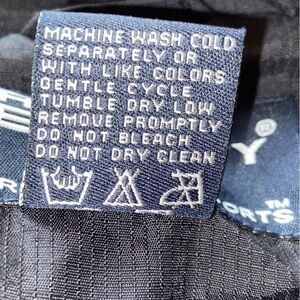 MACHINE WASH COLD
SEPARATELY OR
WITH LIKE COLORS
GENTLE CYCLE
TUMBLE DRY LOW
REMOVE PROMPTLY
DO NOT BLEACH
DO NOT DRY CLEAN
Y®
ORTS™